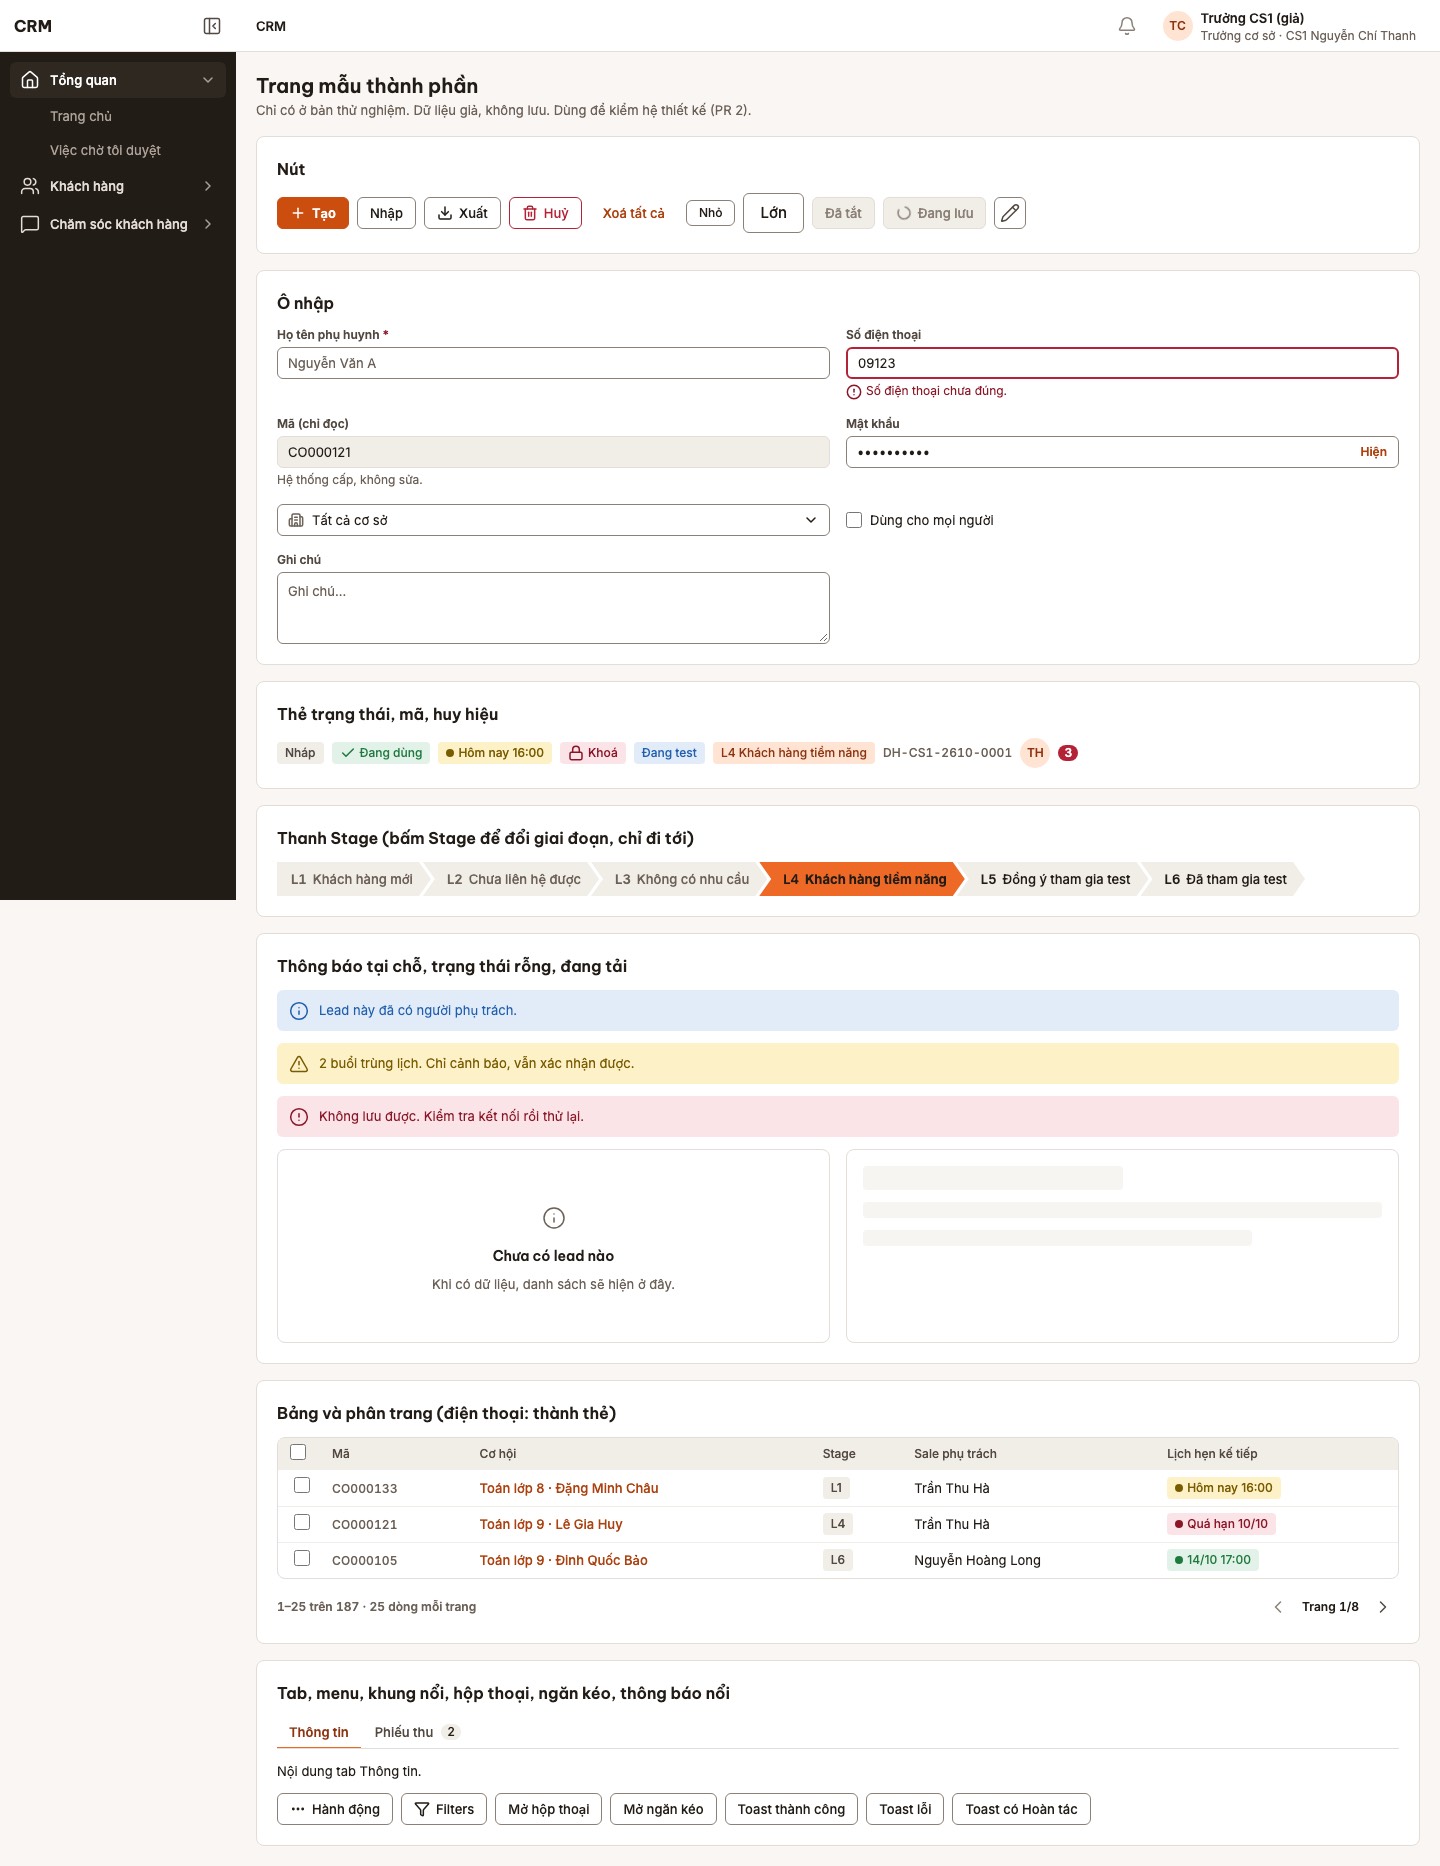 CRM
CRM
TC
Trưởng CS1 (giả)
Trưởng cơ sở · CS1 Nguyễn Chí Thanh
Tổng quan
Trang chủ
Việc chờ tôi duyệt
Khách hàng
Chăm sóc khách hàng
Trang mẫu thành phần
Chỉ có ở bản thử nghiệm. Dữ liệu giả, không lưu. Dùng để kiểm hệ thiết kế (PR 2).
Nút
Tạo
Nhập
Xuất
Huỷ
Xoá tất cả
Nhỏ
Lớn
Đã tắt
Đang lưu
Ô nhập
Họ tên phụ huynh *
Nguyễn Văn A
Số điện thoại
09123
Số điện thoại chưa đúng.
Mã (chỉ đọc)
CO000121
Hệ thống cấp, không sửa.
Mật khẩu
••••••••••
Hiện
Tất cả cơ sở
Dùng cho mọi người
Ghi chú
Ghi chú...
Thẻ trạng thái, mã, huy hiệu
Nháp
Đang dùng
Hôm nay 16:00
Khoá
Đang test
L4 Khách hàng tiềm năng
DH-CS1-2610-0001
TH
3
Thanh Stage (bấm Stage để đổi giai đoạn, chỉ đi tới)
L1 Khách hàng mới
L2 Chưa liên hệ được
L3 Không có nhu cầu
L4 Khách hàng tiềm năng
L5 Đồng ý tham gia test
L6 Đã tham gia test
Thông báo tại chỗ, trạng thái rỗng, đang tải
Lead này đã có người phụ trách.
2 buổi trùng lịch. Chỉ cảnh báo, vẫn xác nhận được.
Không lưu được. Kiểm tra kết nối rồi thử lại.
Chưa có lead nào
Khi có dữ liệu, danh sách sẽ hiện ở đây.
Bảng và phân trang (điện thoại: thành thẻ)
Mã Cơ hội Stage Sale phụ trách Lịch hẹn kế tiếp
CO000133 Toán lớp 8 · Đặng Minh Châu L1 Trần Thu Hà Hôm nay 16:00
CO000121 Toán lớp 9 · Lê Gia Huy L4 Trần Thu Hà Quá hạn 10/10
CO000105 Toán lớp 9 · Đinh Quốc Bảo L6 Nguyễn Hoàng Long 14/10 17:00
1–25 trên 187 · 25 dòng mỗi trang
Trang 1/8
Tab, menu, khung nổi, hộp thoại, ngăn kéo, thông báo nổi
Thông tin
Phiếu thu 2
Nội dung tab Thông tin.
Hành động
Filters
Mở hộp thoại
Mở ngăn kéo
Toast thành công
Toast lỗi
Toast có Hoàn tác